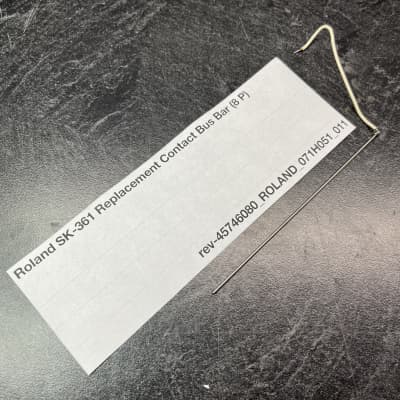 Roland SK-361 Replacement Contact Bus Bar (8 P)
rev-45746080_ROLAND_071H051_011